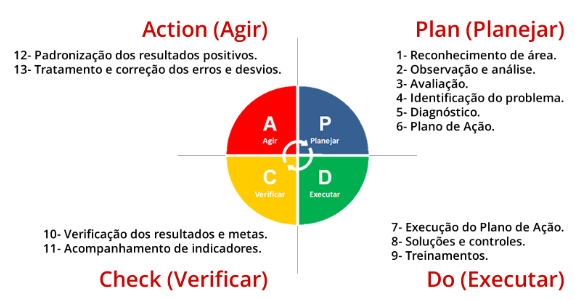 Action (Agir)
12- Padronização dos resultados positivos.
13- Tratamento e correção dos erros e desvios.
Plan (Planejar)
1- Reconhecimento de área.
2- Observação e análise.
3- Avaliação.
4- Identificação do problema.
5- Diagnóstico.
6- Plano de Ação.
A
Agir
P
Planejar
C
Verificar
D
Executar
10- Verificação dos resultados e metas.
11- Acompanhamento de indicadores.
Check (Verificar)
7- Execução do Plano de Ação.
8- Soluções e controles.
9- Treinamentos.
Do (Executar)